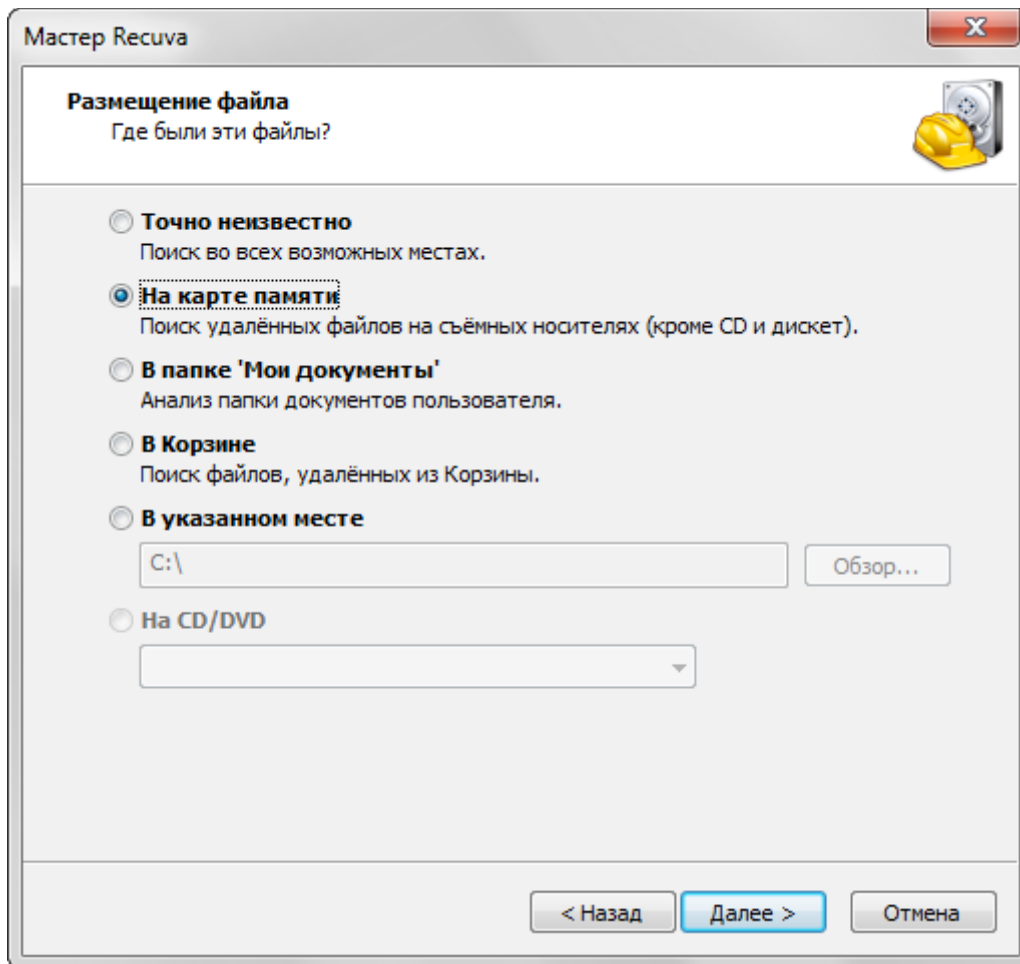 Мастер Recuva
Размещение файла
Где были эти файлы?
Точно неизвестно
Поиск во всех возможных местах.
На карте памяти
Поиск удалённых файлов на съёмных носителях (кроме CD и дискет).
В папке 'Мои документы'
Анализ папки документов пользователя.
В Корзине
Поиск файлов, удалённых из Корзины.
В указанном месте
C:\ Обзор...
На CD/DVD
< Назад Далее > Отмена